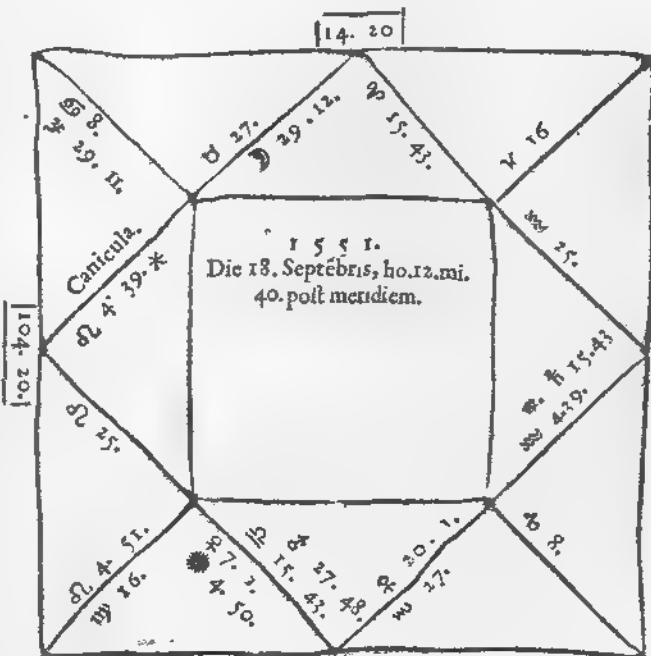 14. 20
♋ 8.
29. 11.
♉ 27.
☽ 29. 12.
15. 43.
♈ 16
♒ 25.
Canicula.
♌ 4. 39. *
104. 20.
1551.
Die 18. Septẽbris, ho.12.mi.
40. post meridiem.
♄ 15.43
♒ 4.39.
♌ 25.
♌ 4. 51.
♍ 16.
7. 1.
4. 50.
♎ 15. 43.
27. 48.
♀ 20. 1.
27.
♑ 8.